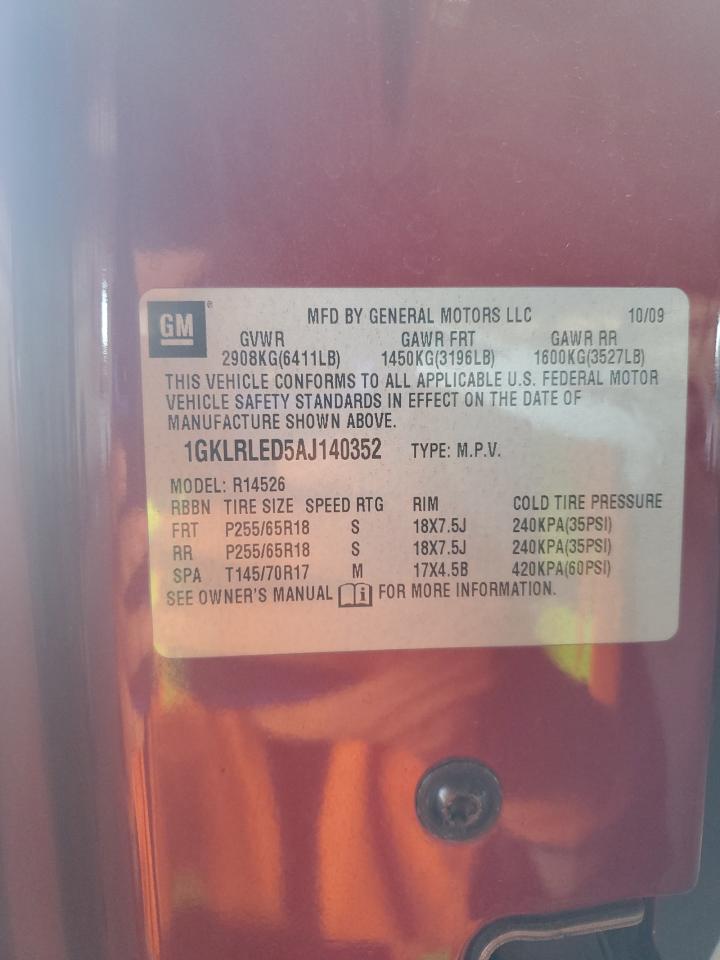 GM ® MFD BY GENERAL MOTORS LLC 10/09
GVWR GAWR FRT GAWR RR
2908KG(6411LB) 1450KG(3196LB) 1600KG(3527LB)
THIS VEHICLE CONFORMS TO ALL APPLICABLE U.S. FEDERAL MOTOR
VEHICLE SAFETY STANDARDS IN EFFECT ON THE DATE OF
MANUFACTURE SHOWN ABOVE.
1GKLRLED5AJ140352 TYPE: M.P.V.
MODEL: R14526
RBBN TIRE SIZE SPEED RTG RIM COLD TIRE PRESSURE
FRT P255/65R18 S 18X7.5J 240KPA(35PSI)
RR P255/65R18 S 18X7.5J 240KPA(35PSI)
SPA T145/70R17 M 17X4.5B 420KPA(60PSI)
SEE OWNER'S MANUAL i FOR MORE INFORMATION.